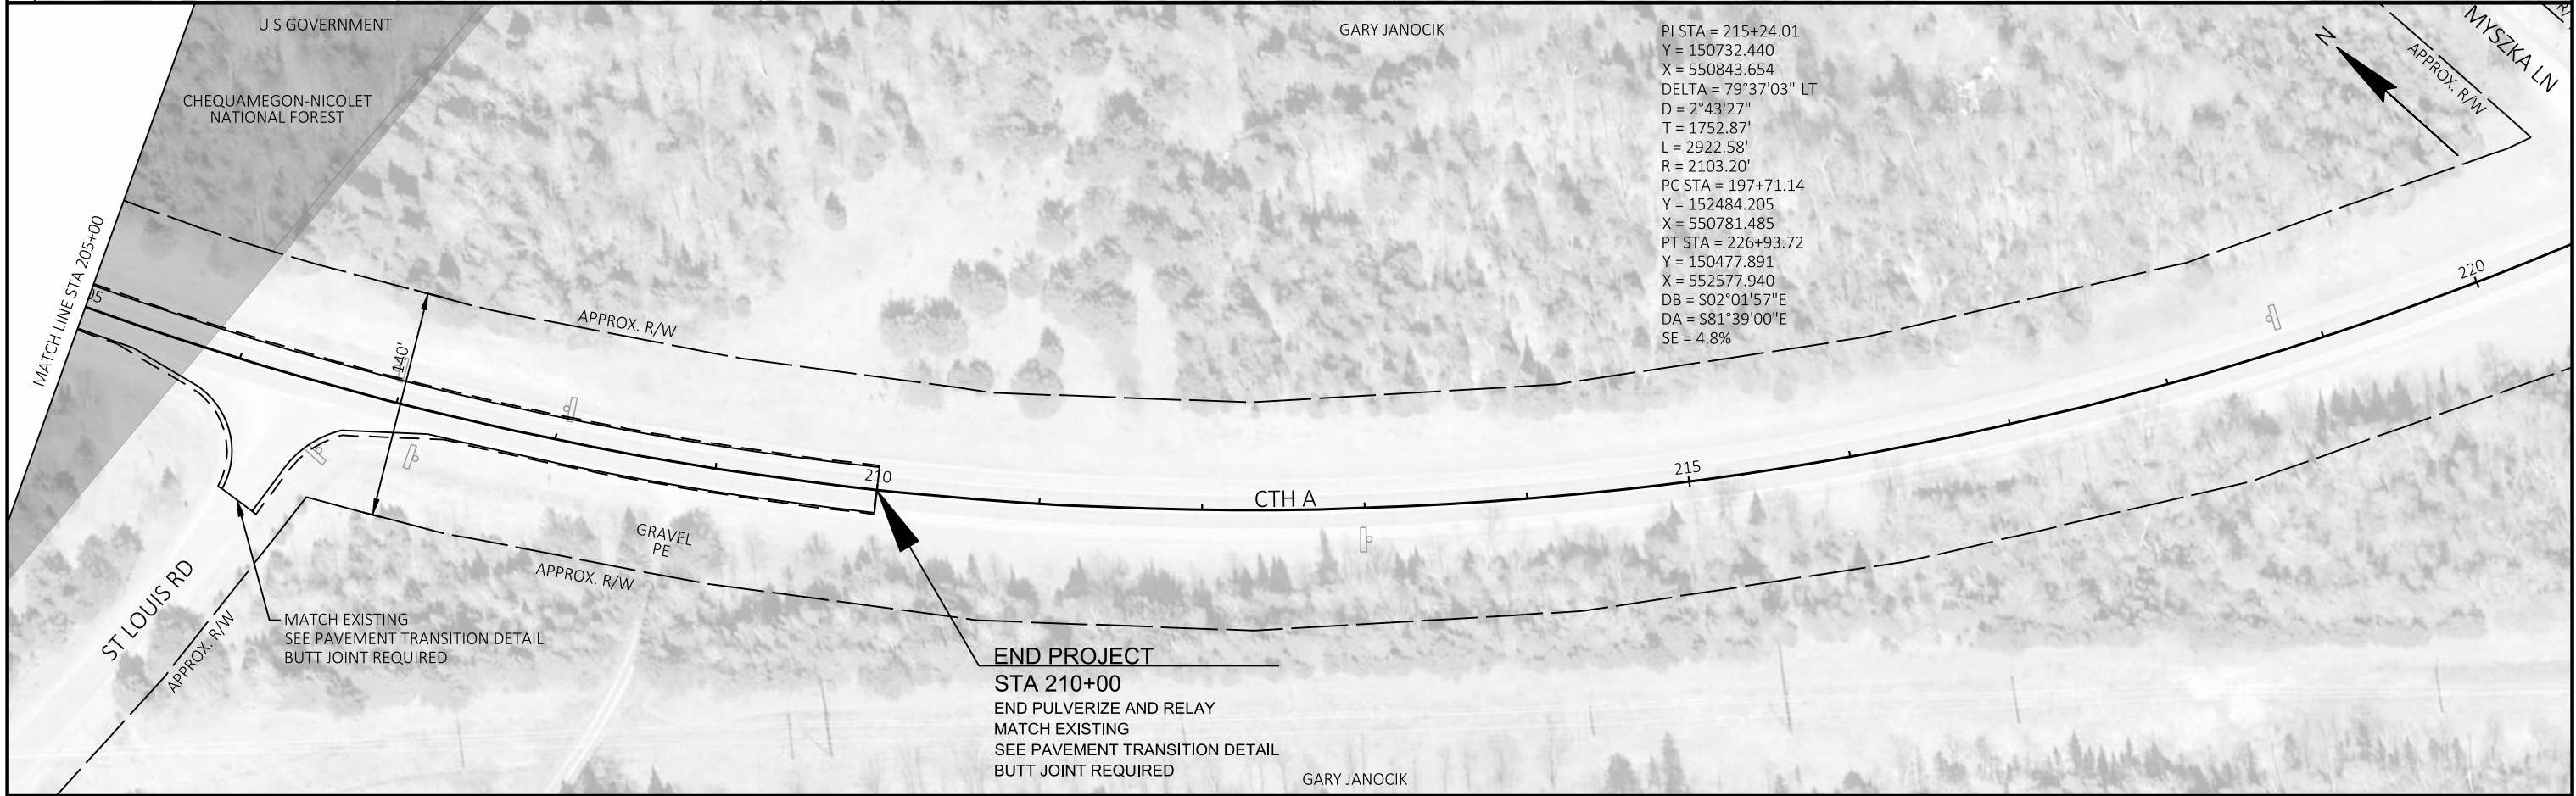 U S GOVERNMENT
CHEQUAMEGON-NICOLET
NATIONAL FOREST
MATCH LINE STA 205+00
05
140'
APPROX. R/W
GARY JANOCIK
PI STA = 215+24.01
Y = 150732.440
X = 550843.654
DELTA = 79°37'03" LT
D = 2°43'27"
T = 1752.87'
L = 2922.58'
R = 2103.20'
PC STA = 197+71.14
Y = 152484.205
X = 550781.485
PT STA = 226+93.72
Y = 150477.891
X = 552577.940
DB = S02°01'57"E
DA = S81°39'00"E
SE = 4.8%
N
APPROX. R/W
MYSZKA LN
R/
220
215
210
CTH A
GRAVEL
PE
APPROX. R/W
ST LOUIS RD
APPROX. R/W
MATCH EXISTING
SEE PAVEMENT TRANSITION DETAIL
BUTT JOINT REQUIRED
END PROJECT
STA 210+00
END PULVERIZE AND RELAY
MATCH EXISTING
SEE PAVEMENT TRANSITION DETAIL
BUTT JOINT REQUIRED
GARY JANOCIK